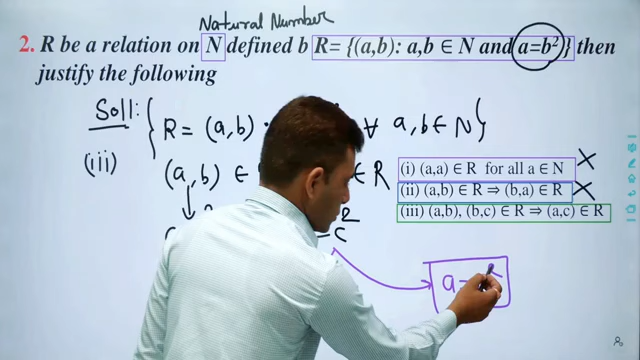 Natural Number
2. R be a relation on N defined b R= {(a,b): a,b ∈ N and a=b²} then
justify the following
Soll:
{ R = (a,b) : ∀ a,b ∈ N}
(iii) (a,b) ∈ ∈ R
(i) (a,a) ∈ R for all a ∈ N ×
(ii) (a,b) ∈ R ⇒ (b,a) ∈ R ×
(iii) (a,b), (b,c) ∈ R ⇒ (a,c) ∈ R
a=